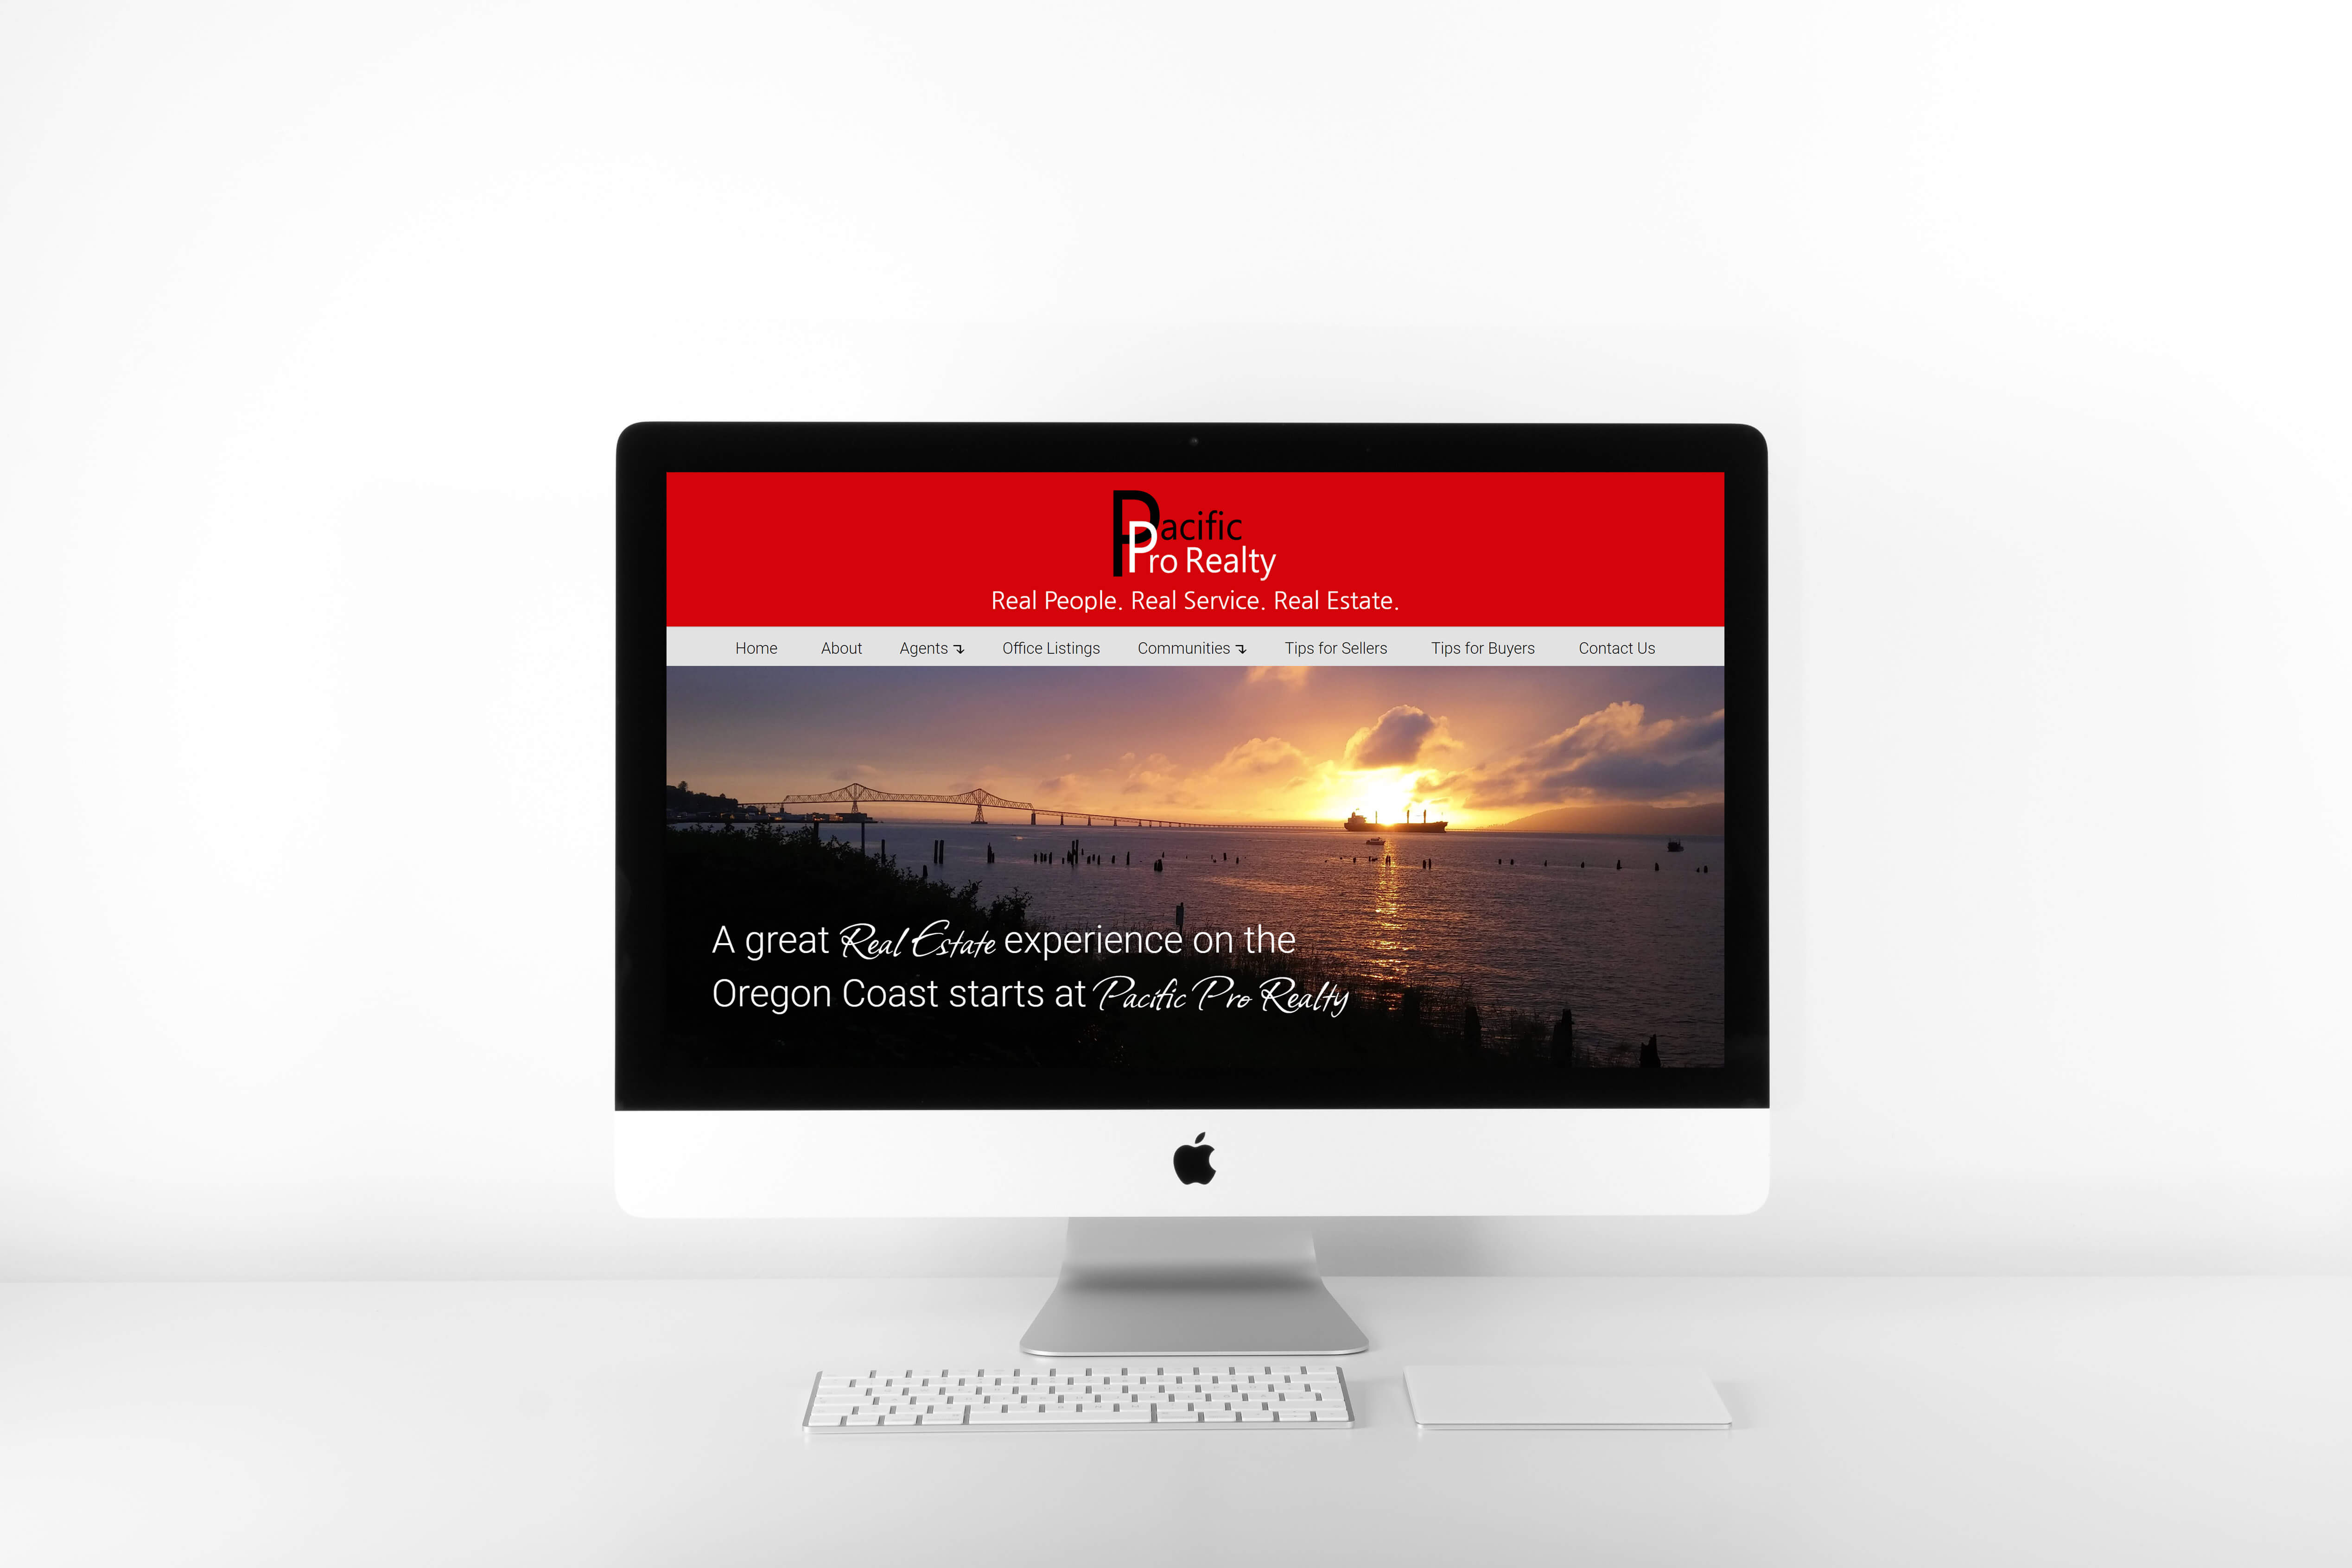 Pacific
Pro Realty
Real People. Real Service. Real Estate.
Home About Agents ↴ Office Listings Communities ↴ Tips for Sellers Tips for Buyers Contact Us
A great Real Estate experience on the
Oregon Coast starts at Pacific Pro Realty